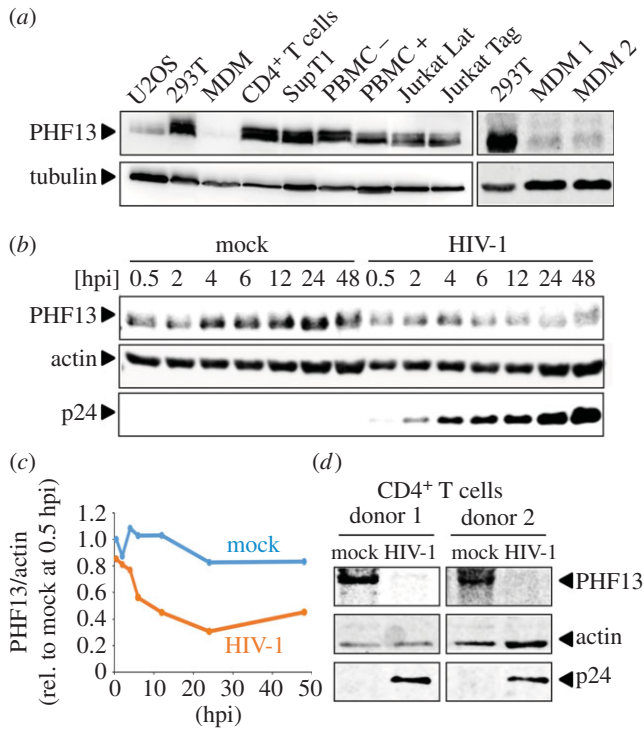 (a)
U2OS 293T MDM CD4⁺ T cells SupT1 PBMC − PBMC + Jurkat Lat Jurkat Tag 293T MDM 1 MDM 2
PHF13
tubulin
(b)
mock HIV-1
[hpi] 0.5 2 4 6 12 24 48 0.5 2 4 6 12 24 48
PHF13
actin
p24
(c)
PHF13/actin
(rel. to mock at 0.5 hpi)
1.2
1.0
0.8
0.6
0.4
0.2
0
mock
HIV-1
0 10 20 30 40 50
(hpi)
(d)
CD4⁺ T cells
donor 1 donor 2
mock HIV-1 mock HIV-1
PHF13
actin
p24